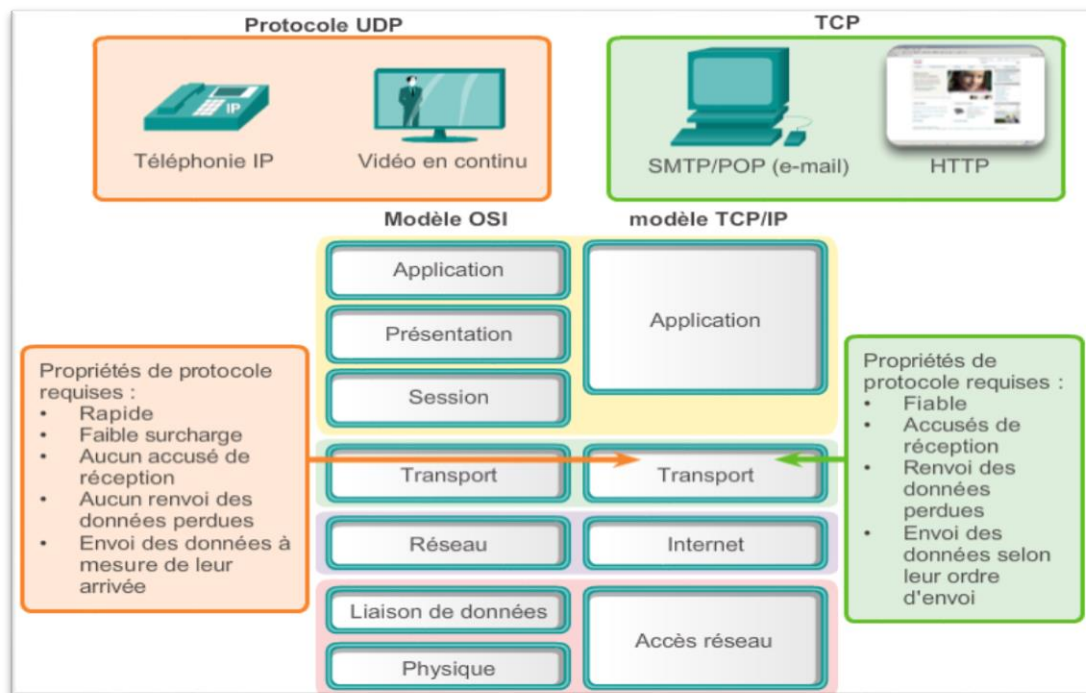 Protocole UDP
TCP
IP
Téléphonie IP
Vidéo en continu
SMTP/POP (e-mail)
HTTP
Modèle OSI
modèle TCP/IP
Application
Présentation
Session
Transport
Réseau
Liaison de données
Physique
Application
Transport
Internet
Accès réseau
Propriétés de protocole
requises :
• Rapide
• Faible surcharge
• Aucun accusé de
réception
• Aucun renvoi des
données perdues
• Envoi des données à
mesure de leur
arrivée
Propriétés de
protocole requises :
• Fiable
• Accusés de
réception
• Renvoi des
données
perdues
• Envoi des
données selon
leur ordre
d'envoi